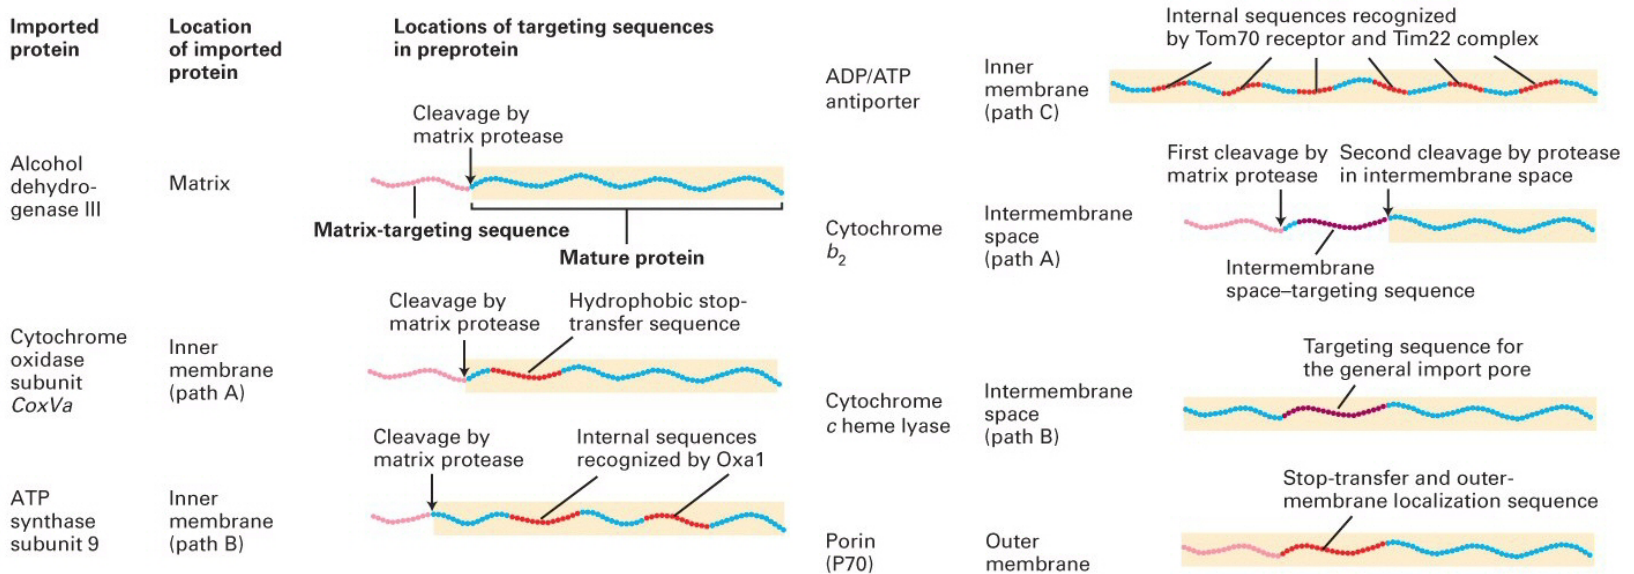 Imported
protein
Location
of imported
protein
Locations of targeting sequences
in preprotein
Alcohol
dehydro-
genase III
Matrix
Cleavage by
matrix protease
Matrix-targeting sequence
Mature protein
Cytochrome
oxidase
subunit
CoxVa
Inner
membrane
(path A)
Cleavage by
matrix protease
Hydrophobic stop-
transfer sequence
ATP
synthase
subunit 9
Inner
membrane
(path B)
Cleavage by
matrix protease
Internal sequences
recognized by Oxa1
ADP/ATP
antiporter
Inner
membrane
(path C)
Internal sequences recognized
by Tom70 receptor and Tim22 complex
Cytochrome
b2
Intermembrane
space
(path A)
First cleavage by
matrix protease
Second cleavage by protease
in intermembrane space
Intermembrane
space–targeting sequence
Cytochrome
c heme lyase
Intermembrane
space
(path B)
Targeting sequence for
the general import pore
Porin
(P70)
Outer
membrane
Stop-transfer and outer-
membrane localization sequence